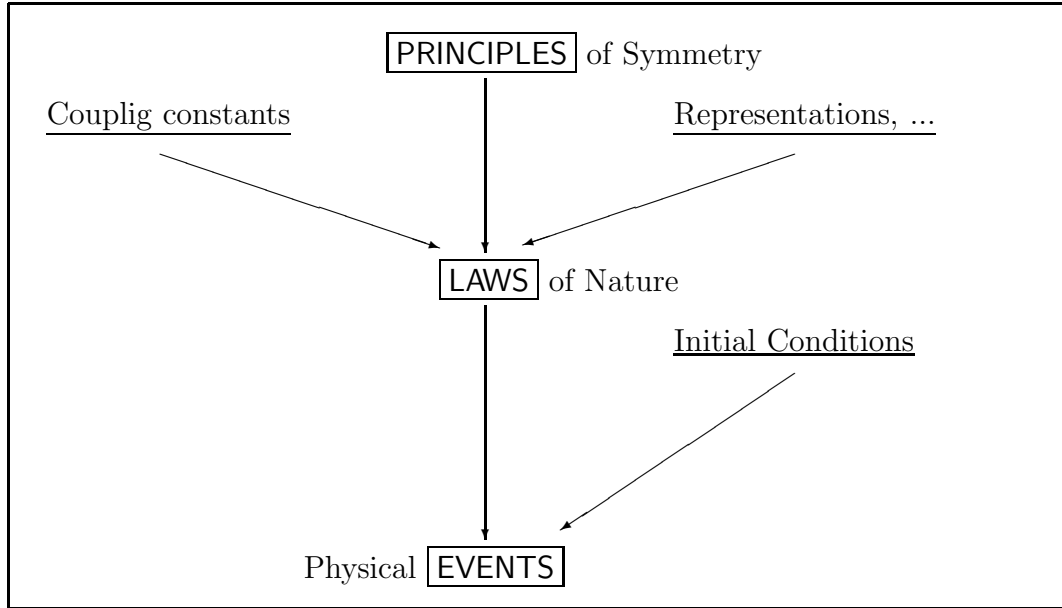 PRINCIPLES of Symmetry
Couplig constants
Representations, ...
LAWS of Nature
Initial Conditions
Physical EVENTS